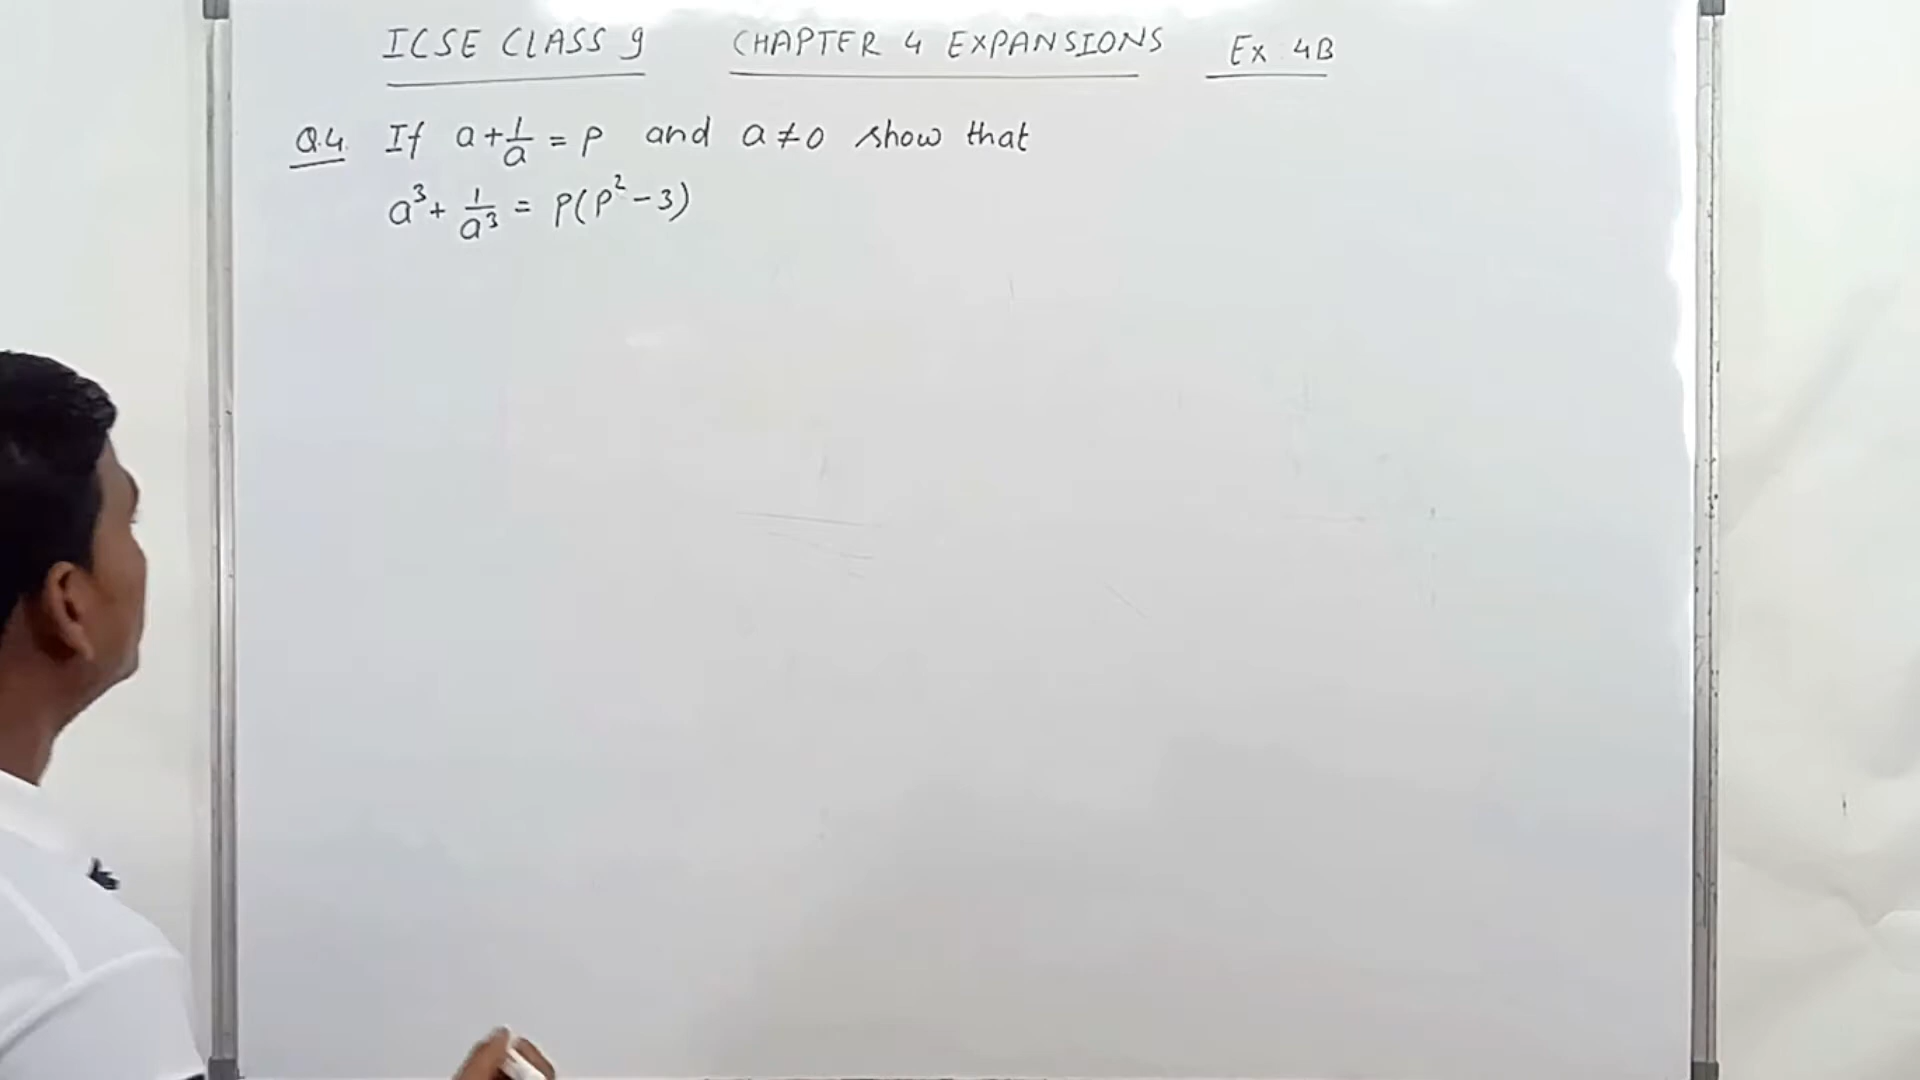 ICSE CLASS 9 CHAPTER 4 EXPANSIONS Ex 4B
Q.4. If a + 1/a = p and a ≠ 0 show that
a³ + 1/a³ = p(p² - 3)